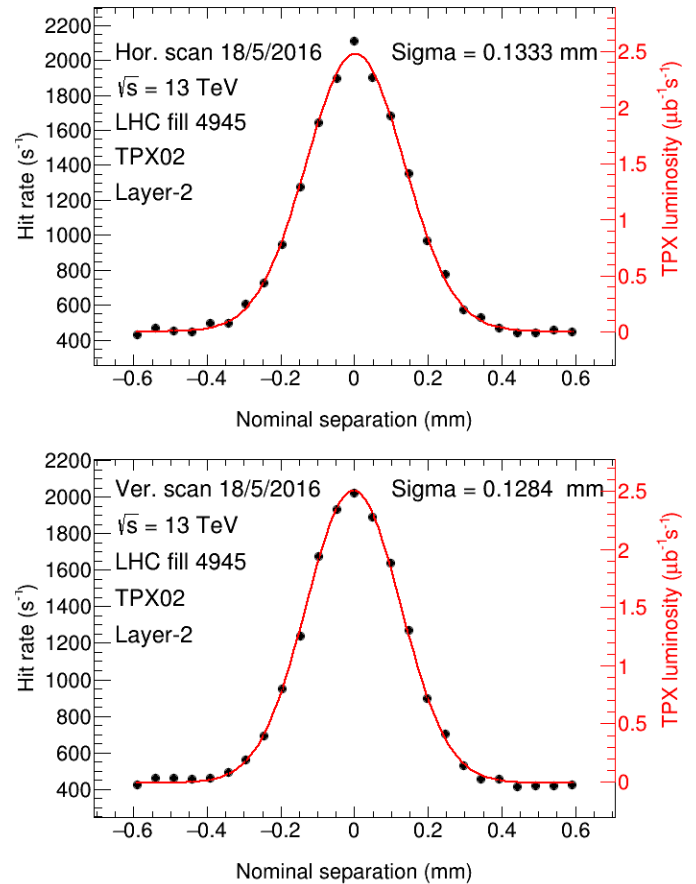 2200
2000
1800
1600
1400
1200
1000
800
600
400
Hit rate (s⁻¹)
Hor. scan 18/5/2016 Sigma = 0.1333 mm
√s = 13 TeV
LHC fill 4945
TPX02
Layer-2
2.5
2
1.5
1
0.5
0
TPX luminosity (μb⁻¹s⁻¹)
−0.6 −0.4 −0.2 0 0.2 0.4 0.6
Nominal separation (mm)
2200
2000
1800
1600
1400
1200
1000
800
600
400
Hit rate (s⁻¹)
Ver. scan 18/5/2016 Sigma = 0.1284 mm
√s = 13 TeV
LHC fill 4945
TPX02
Layer-2
2.5
2
1.5
1
0.5
0
TPX luminosity (μb⁻¹s⁻¹)
−0.6 −0.4 −0.2 0 0.2 0.4 0.6
Nominal separation (mm)